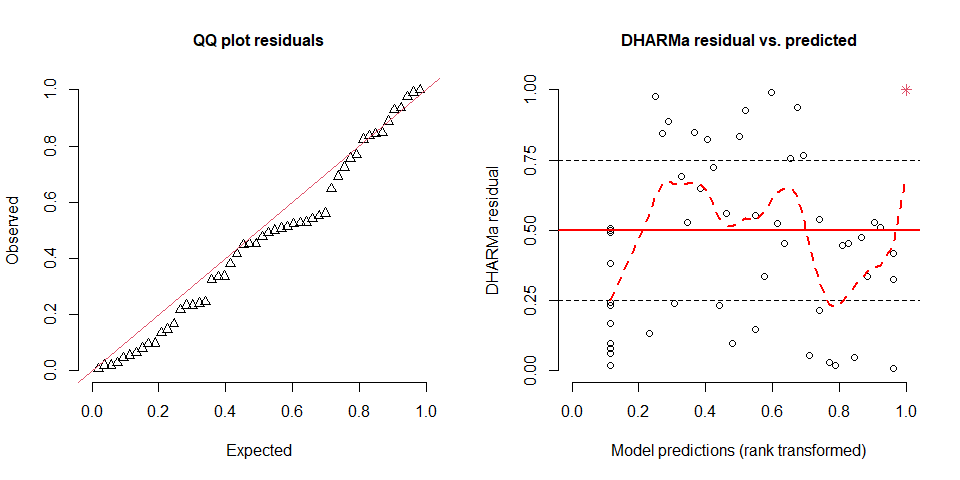 QQ plot residuals
Observed
0.0 0.2 0.4 0.6 0.8 1.0
0.0 0.2 0.4 0.6 0.8 1.0
Expected
DHARMa residual vs. predicted
DHARMa residual
0.00 0.25 0.50 0.75 1.00
0.0 0.2 0.4 0.6 0.8 1.0
Model predictions (rank transformed)